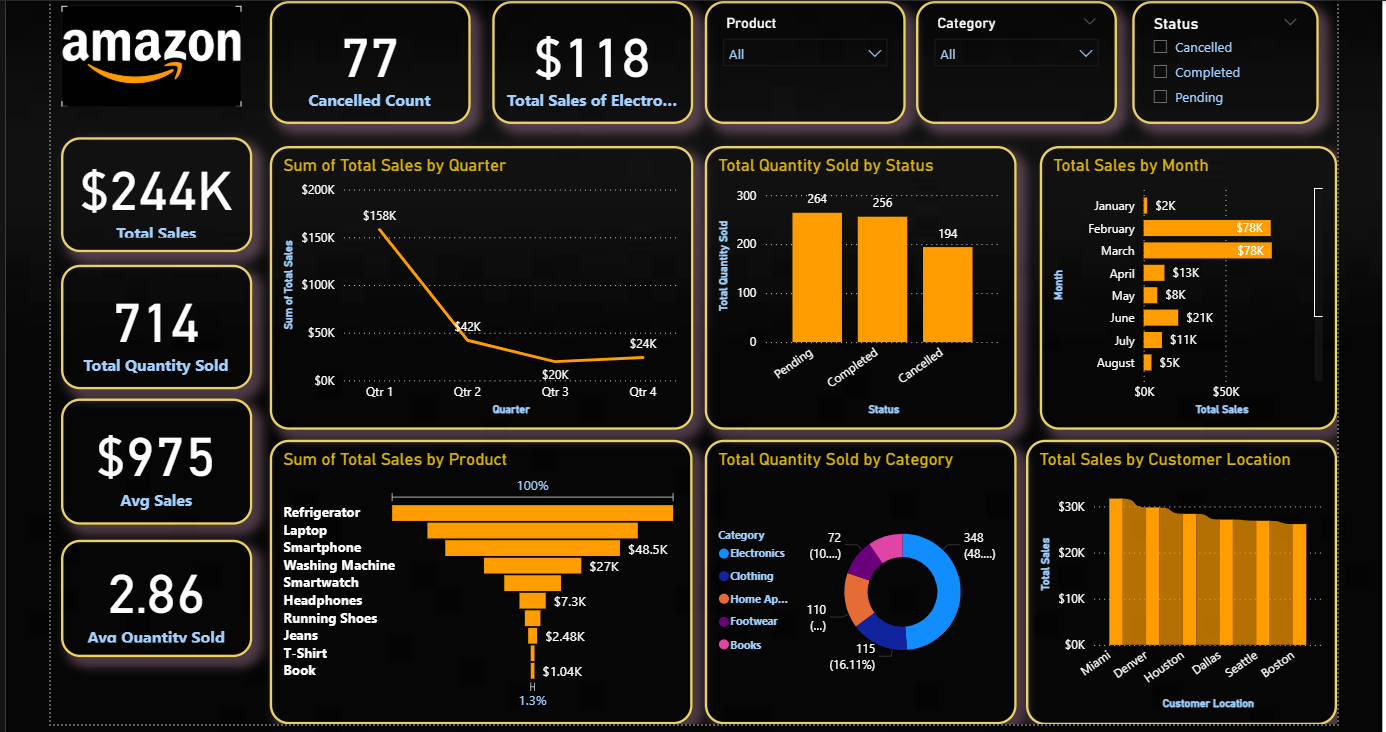 amazon
77
Cancelled Count
$118
Total Sales of Electro...
Product
All
Category
All
Status
Cancelled
Completed
Pending
$244K
Total Sales
714
Total Quantity Sold
$975
Avg Sales
2.86
Avg Quantity Sold
Sum of Total Sales by Quarter
Sum of Total Sales
$200K
$150K
$100K
$50K
$0K
$158K
$42K
$20K
$24K
Qtr 1
Qtr 2
Qtr 3
Qtr 4
Quarter
Total Quantity Sold by Status
Total Quantity Sold
300
200
100
0
264
256
194
Pending
Completed
Cancelled
Status
Total Sales by Month
Month
January $2K
February $78K
March $78K
April $13K
May $8K
June $21K
July $11K
August $5K
$0K
$50K
Total Sales
Sum of Total Sales by Product
100%
Refrigerator
Laptop
Smartphone $48.5K
Washing Machine $27K
Smartwatch
Headphones $7.3K
Running Shoes
Jeans $2.48K
T-Shirt
Book $1.04K
1.3%
Total Quantity Sold by Category
Category
Electronics
Clothing
Home Ap...
Footwear
Books
72
(10....)
348
(48....)
110
(...)
115
(16.11%)
Total Sales by Customer Location
Total Sales
$30K
$20K
$10K
$0K
Miami
Denver
Houston
Dallas
Seattle
Boston
Customer Location